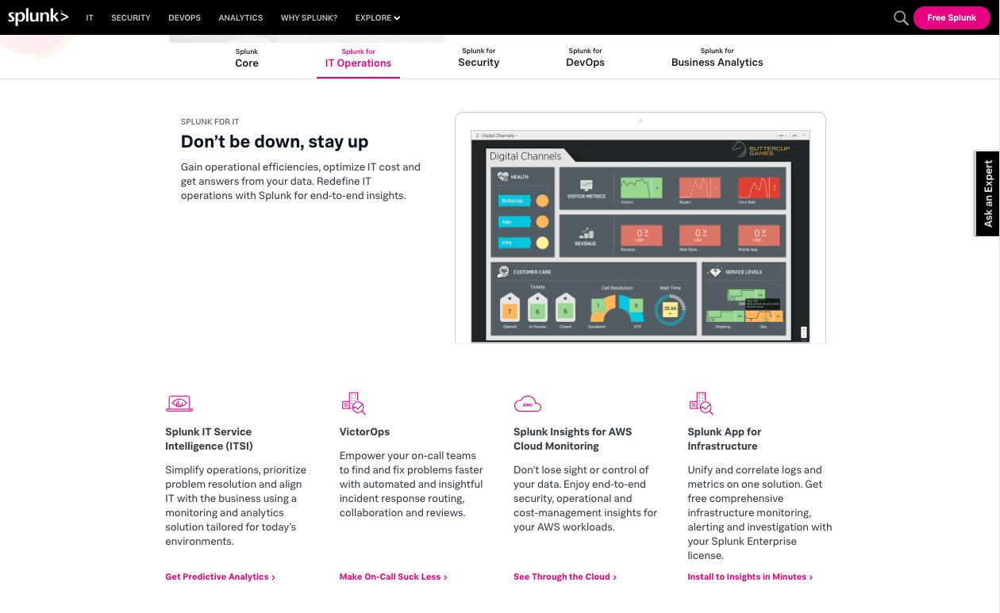 splunk>
IT SECURITY DEVOPS ANALYTICS WHY SPLUNK? EXPLORE
Free Splunk
Splunk
Core
Splunk for
IT Operations
Splunk for
Security
Splunk for
DevOps
Splunk for
Business Analytics
Ask an Expert
SPLUNK FOR IT
Don’t be down, stay up
Gain operational efficiencies, optimize IT cost and
get answers from your data. Redefine IT
operations with Splunk for end-to-end insights.
2 - Digital Channels
Digital Channels
BUTTERCUP
GAMES
HEALTH
Buttercup
App
Infra
VISITOR METRICS
Visitors
Buyers
Conv Rate
REVENUE
0
USD
Revenue
0
USD
Web Store
0
USD
Mobile App
CUSTOMER CARE
Tickets
7
Opened
6
In-Process
6
Closed
Call Resolution
1
5
Escalation
FCR
Wait Time
20.64
SERVICE LEVELS
Shipping
Ops
Splunk IT Service
Intelligence (ITSI)
Simplify operations, prioritize
problem resolution and align
IT with the business using a
monitoring and analytics
solution tailored for today’s
environments.
Get Predictive Analytics ›
VictorOps
Empower your on-call teams
to find and fix problems faster
with automated and insightful
incident response routing,
collaboration and reviews.
Make On-Call Suck Less ›
AWS
Splunk Insights for AWS
Cloud Monitoring
Don’t lose sight or control of
your data. Enjoy end-to-end
security, operational and
cost-management insights for
your AWS workloads.
See Through the Cloud ›
Splunk App for
Infrastructure
Unify and correlate logs and
metrics on one solution. Get
free comprehensive
infrastructure monitoring,
alerting and investigation with
your Splunk Enterprise
license.
Install to Insights in Minutes ›